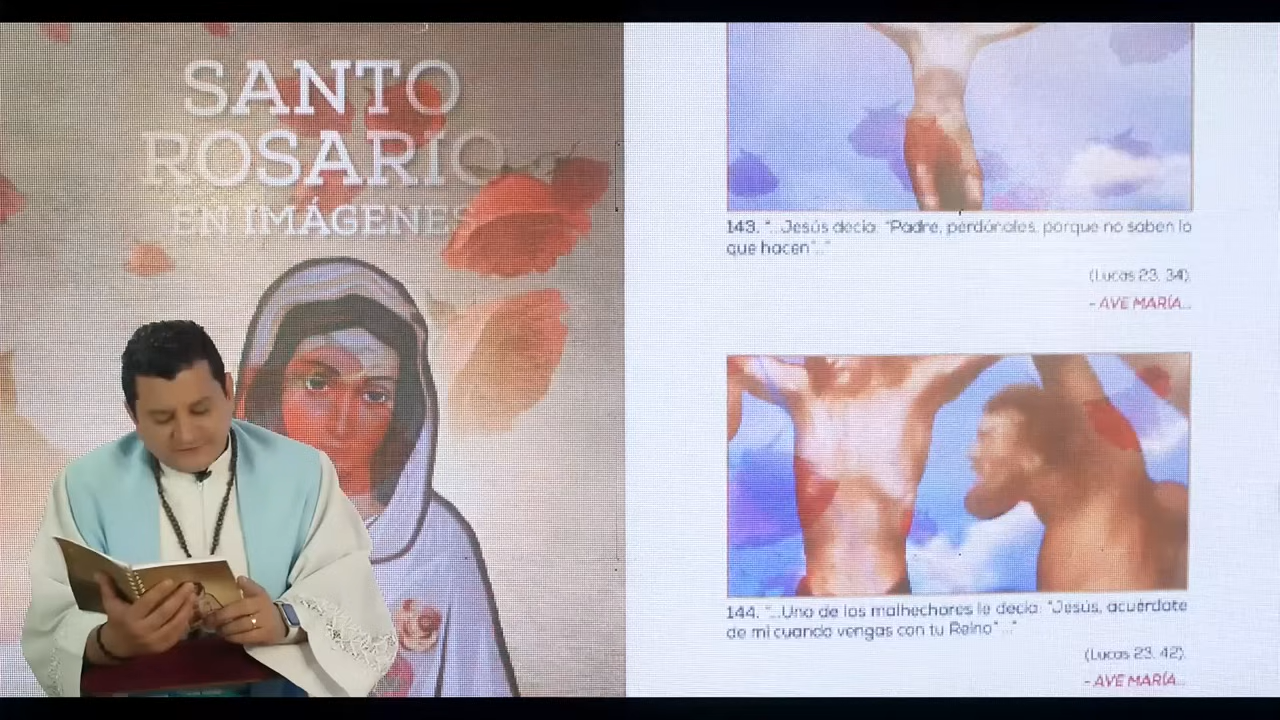 SANTO
ROSARIO
EN IMÁGENES
143. "...Jesús decía: "Padre, perdónales, porque no saben lo
que hacen"..."
(Lucas 23, 34).
- AVE MARÍA...
144. "...Uno de los malhechores le decía: "Jesús, acuérdate
de mi cuando vengas con tu Reino"..."
(Lucas 23, 42).
- AVE MARÍA...